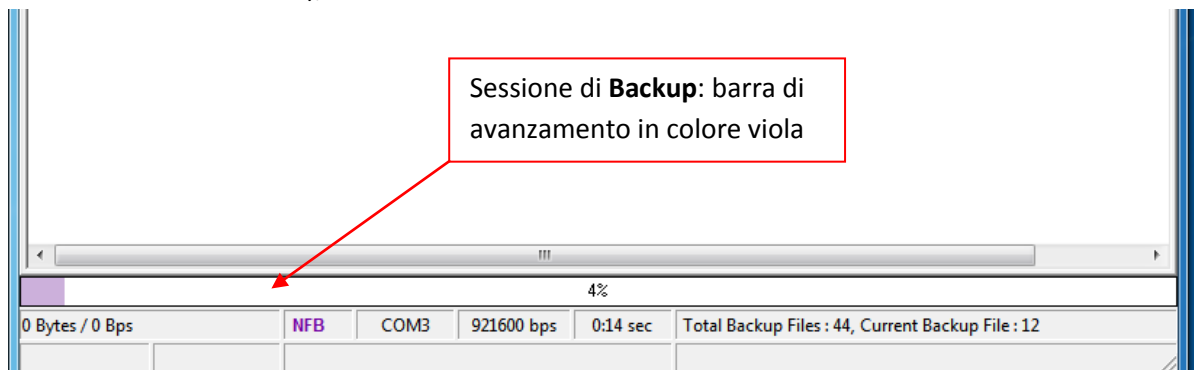 Sessione di Backup: barra di
avanzamento in colore viola
4%
0 Bytes / 0 Bps NFB COM3 921600 bps 0:14 sec Total Backup Files : 44, Current Backup File : 12